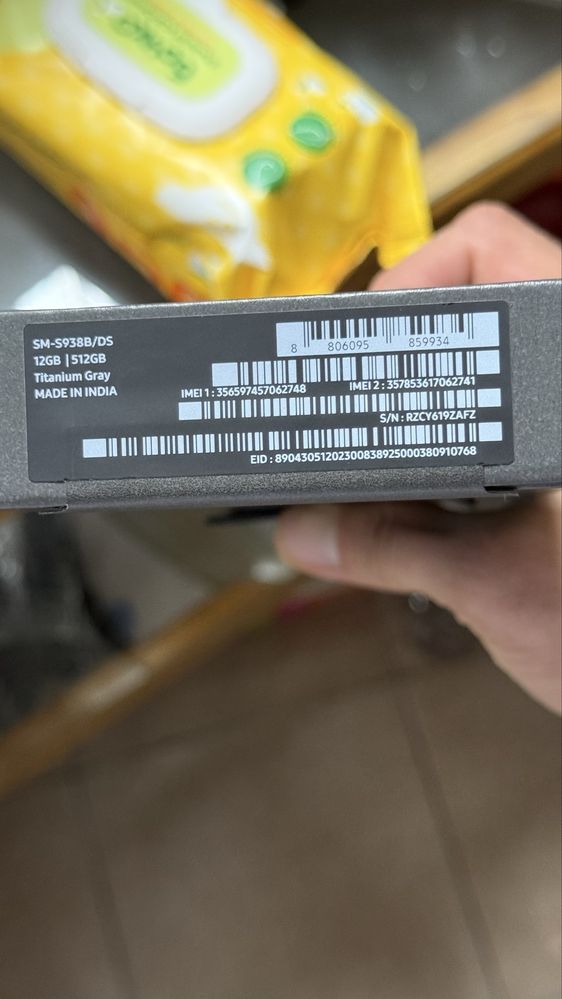 SM-S938B/DS
12GB | 512GB
Titanium Gray
MADE IN INDIA
8 806095 859934
IMEI 1 : 356597457062748 IMEI 2 : 357853617062741
S/N : RZCY619ZAFZ
EID : 89043051202300838925000380910768